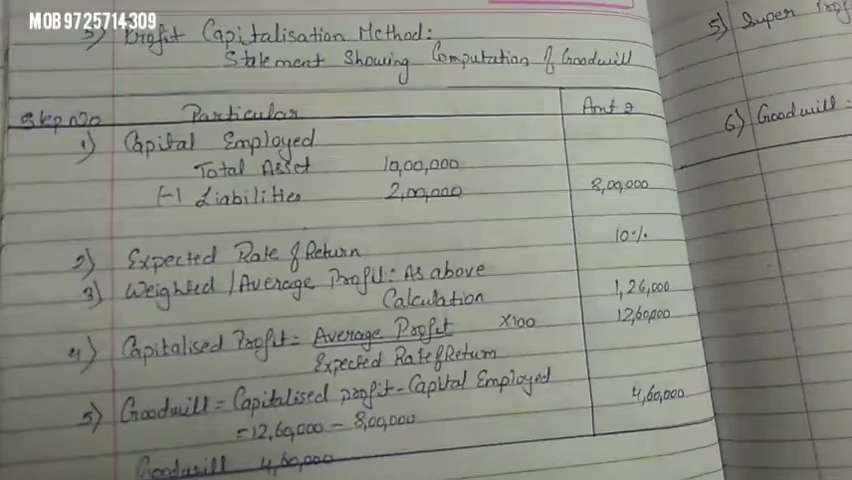 MOB 9725714309
3) Profit Capitalisation Method:
Statement Showing Computation of Goodwill
Step no Particular Amt ₹
1) Capital Employed
Total Asset 10,00,000
(-) Liabilities 2,00,000 8,00,000
2) Expected Rate of Return 10%
3) Weighted / Average Profit: As above
Calculation 1,26,000
4) Capitalised Profit = Average Profit X100 12,60,000
Expected Rate of Return
5) Goodwill = Capitalised profit - Capital Employed 4,60,000
= 12,60,000 - 8,00,000
Goodwill 4,60,000
5) Super
6) Goodwill =